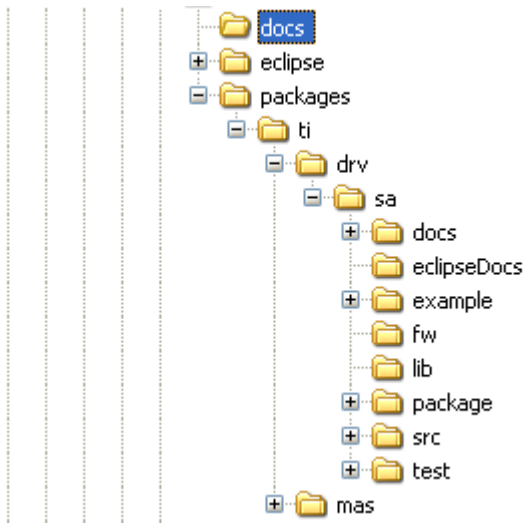 docs
eclipse
packages
ti
drv
sa
docs
eclipseDocs
example
fw
lib
package
src
test
mas